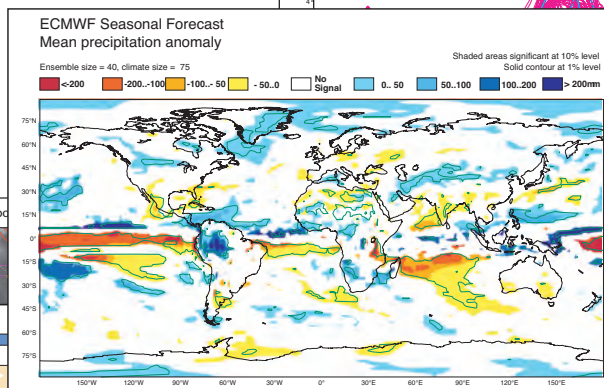 4°
ECMWF Seasonal Forecast
Mean precipitation anomaly
Ensemble size = 40, climate size = 75
Shaded areas significant at 10% level
Solid contour at 1% level
<-200 -200..-100 -100..- 50 - 50..0 No Signal 0.. 50 50..100 100..200 > 200mm
75°N
60°N
45°N
30°N
15°N
0°
15°S
30°S
45°S
60°S
75°S
150°W 120°W 90°W 60°W 30°W 0° 30°E 60°E 90°E 120°E 150°E